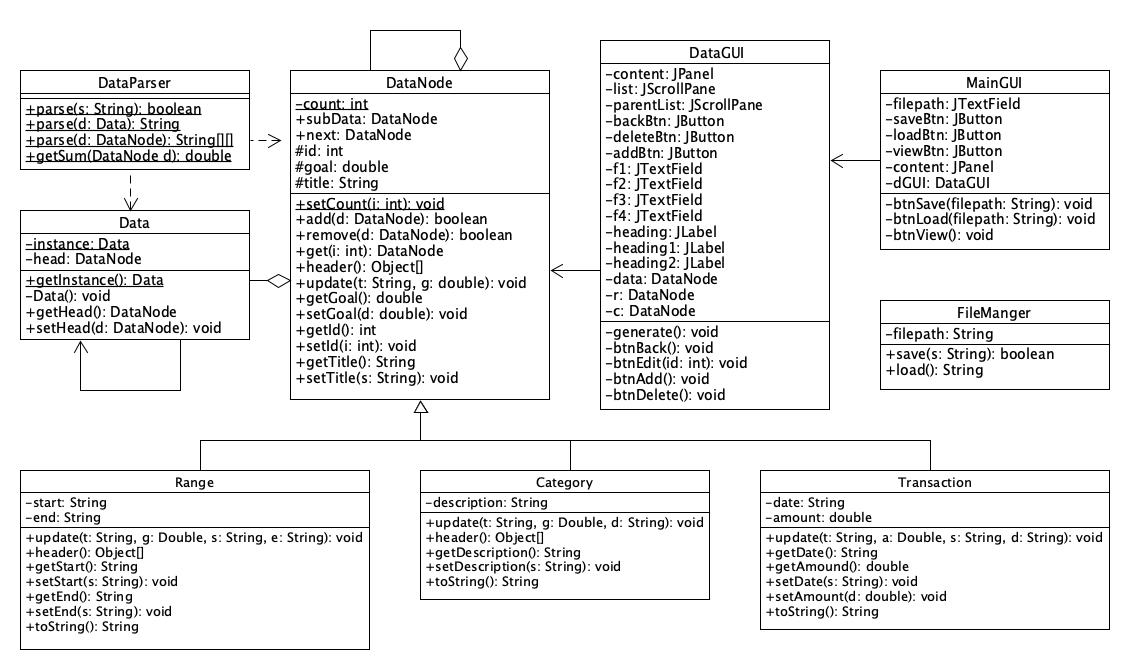 DataParser
+parse(s: String): boolean
+parse(d: Data): String
+parse(d: DataNode): String[][]
+getSum(DataNode d): double
Data
-instance: Data
-head: DataNode
+getInstance(): Data
-Data(): void
+getHead(): DataNode
+setHead(d: DataNode): void
DataNode
-count: int
+subData: DataNode
+next: DataNode
#id: int
#goal: double
#title: String
+setCount(i: int): void
+add(d: DataNode): boolean
+remove(d: DataNode): boolean
+get(i: int): DataNode
+header(): Object[]
+update(t: String, g: double): void
+getGoal(): double
+setGoal(d: double): void
+getId(): int
+setId(i: int): void
+getTitle(): String
+setTitle(s: String): void
DataGUI
-content: JPanel
-list: JScrollPane
-parentList: JScrollPane
-backBtn: JButton
-deleteBtn: JButton
-addBtn: JButton
-f1: JTextField
-f2: JTextField
-f3: JTextField
-f4: JTextField
-heading: JLabel
-heading1: JLabel
-heading2: JLabel
-data: DataNode
-r: DataNode
-c: DataNode
-generate(): void
-btnBack(): void
-btnEdit(id: int): void
-btnAdd(): void
-btnDelete(): void
MainGUI
-filepath: JTextField
-saveBtn: JButton
-loadBtn: JButton
-viewBtn: JButton
-content: JPanel
-dGUI: DataGUI
-btnSave(filepath: String): void
-btnLoad(filepath: String): void
-btnView(): void
FileManger
-filepath: String
+save(s: String): boolean
+load(): String
Range
-start: String
-end: String
+update(t: String, g: Double, s: String, e: String): void
+header(): Object[]
+getStart(): String
+setStart(s: String): void
+getEnd(): String
+setEnd(s: String): void
+toString(): String
Category
-description: String
+update(t: String, g: Double, d: String): void
+header(): Object[]
+getDescription(): String
+setDescription(s: String): void
+toString(): String
Transaction
-date: String
-amount: double
+update(t: String, a: Double, s: String, d: String): void
+getDate(): String
+getAmound(): double
+setDate(s: String): void
+setAmount(d: double): void
+toString(): String